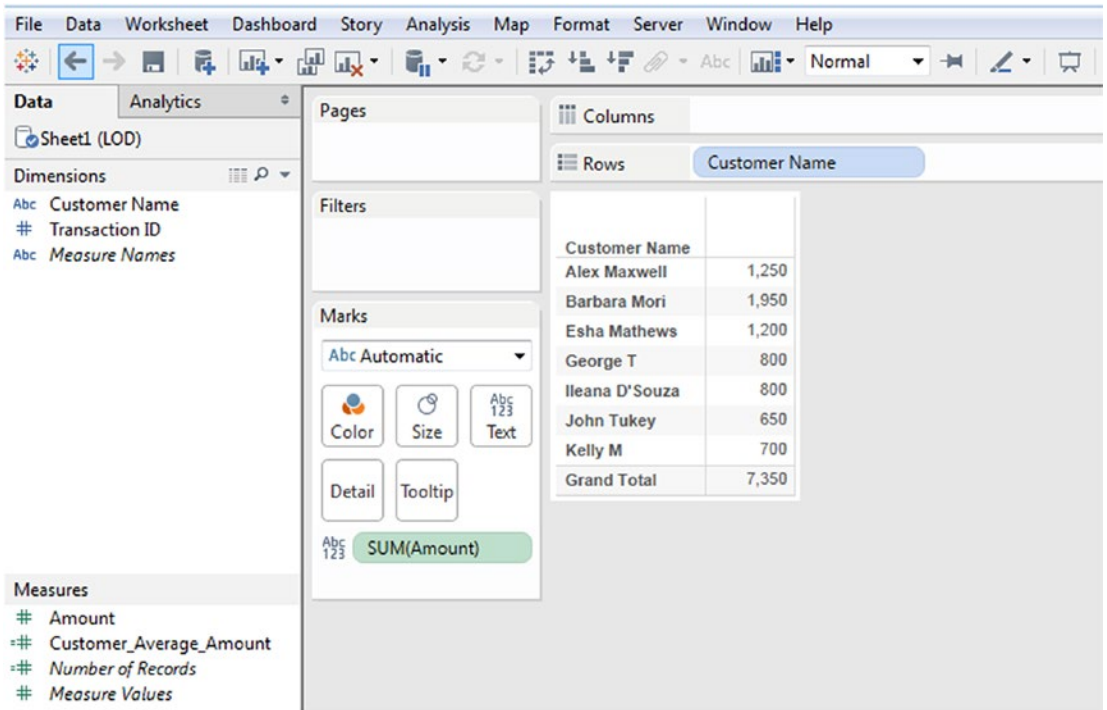 File Data Worksheet Dashboard Story Analysis Map Format Server Window Help
Abc Normal
Data Analytics
Sheet1 (LOD)
Dimensions
Abc Customer Name
# Transaction ID
Abc Measure Names
Measures
# Amount
=# Customer_Average_Amount
=# Number of Records
# Measure Values
Pages
Filters
Marks
Abc Automatic
Color Size Abc 123 Text
Detail Tooltip
Abc 123 SUM(Amount)
Columns
Rows Customer Name
Customer Name
Alex Maxwell 1,250
Barbara Mori 1,950
Esha Mathews 1,200
George T 800
Ileana D'Souza 800
John Tukey 650
Kelly M 700
Grand Total 7,350